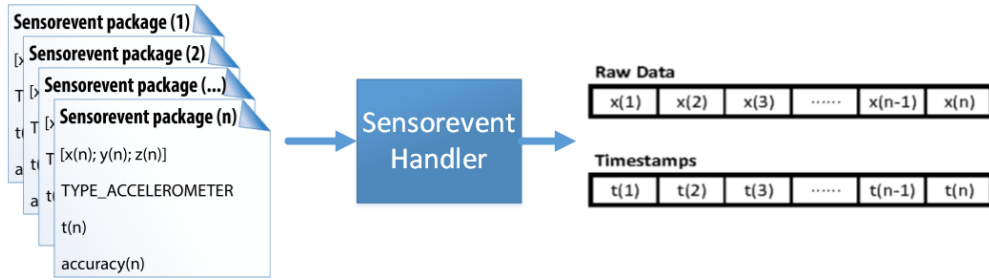 Sensorevent package (1)
[x
T
t(
a
Sensorevent package (2)
[x
T
t(
a
Sensorevent package (...)
[x
T
t(
Sensorevent package (n)
[x(n); y(n); z(n)]
TYPE_ACCELEROMETER
t(n)
accuracy(n)
Sensorevent
Handler
Raw Data
x(1) x(2) x(3) ...... x(n-1) x(n)
Timestamps
t(1) t(2) t(3) ...... t(n-1) t(n)